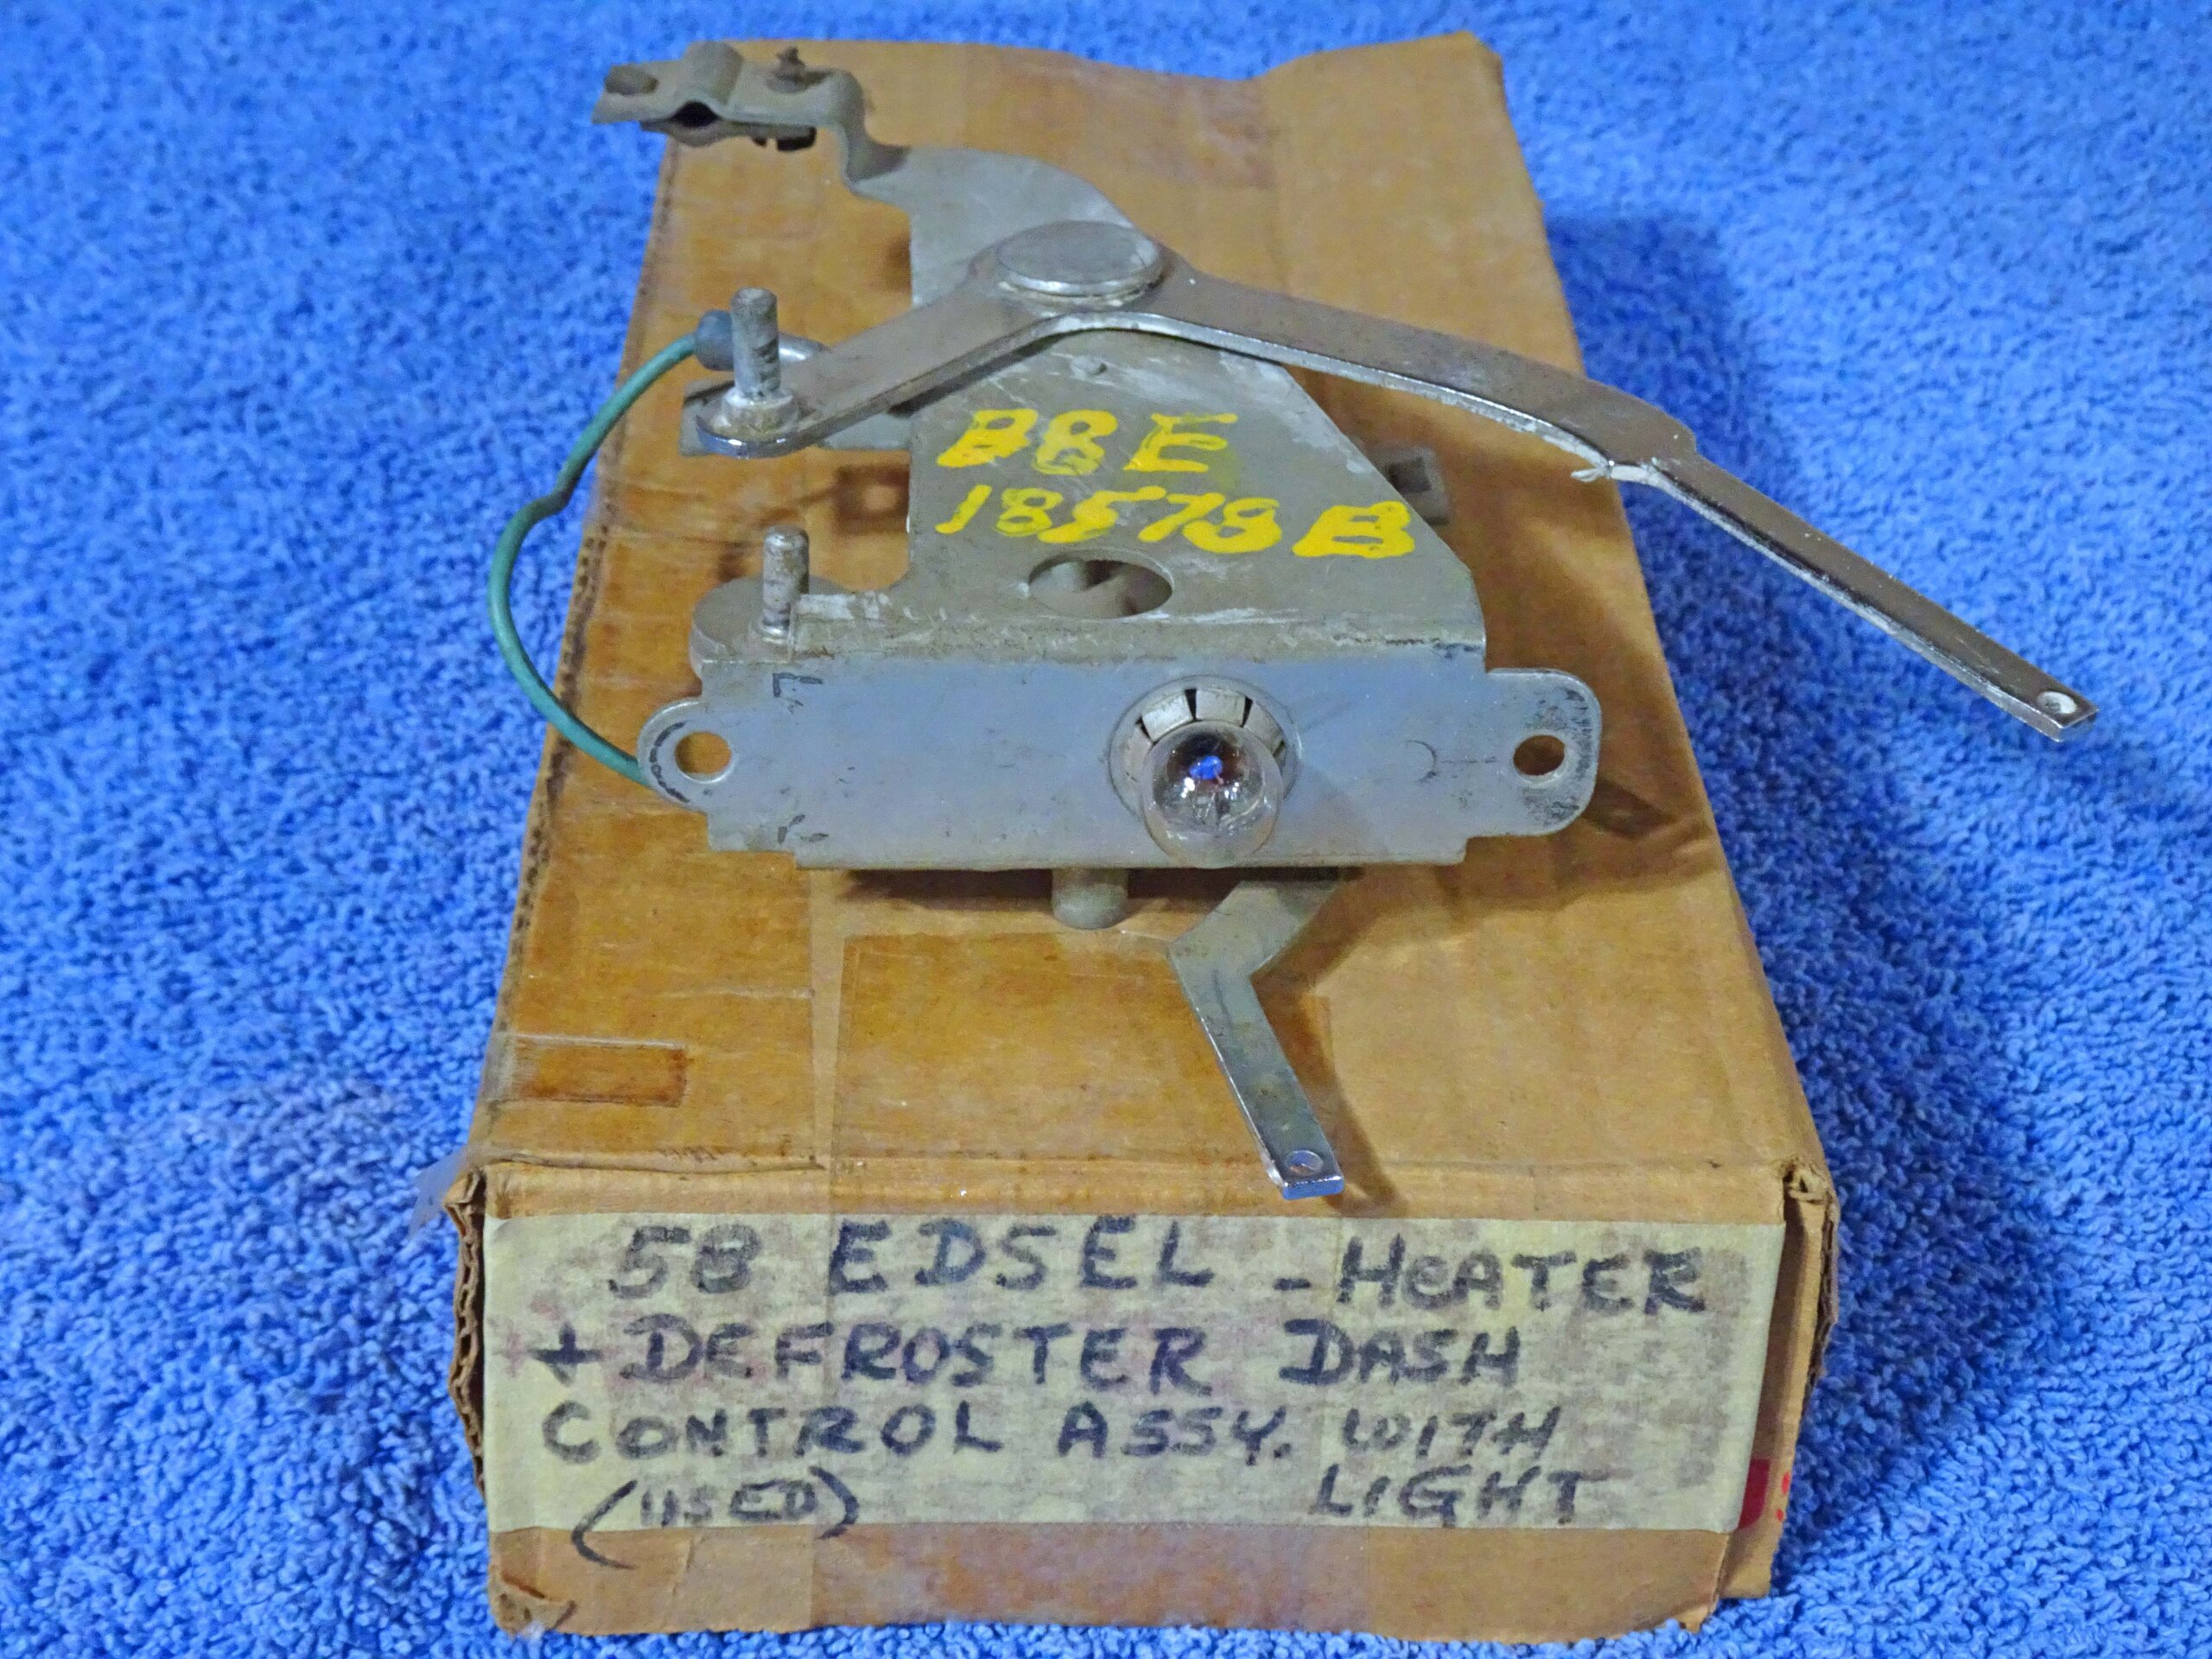 B8E
18578B
58 EDSEL - HEATER
+ DEFROSTER DASH
CONTROL ASSY. WITH
(USED) LIGHT